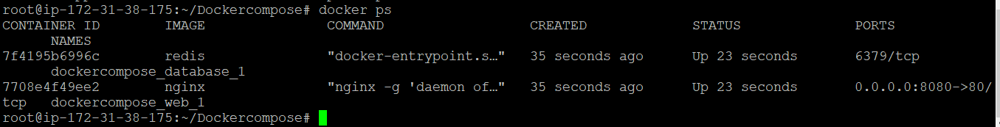 root@ip-172-31-38-175:~/Dockercompose# docker ps
CONTAINER ID        IMAGE               COMMAND                  CREATED             STATUS              PORTS
      NAMES
7f4195b6996c        redis               "docker-entrypoint.s…"   35 seconds ago      Up 23 seconds       6379/tcp
      dockercompose_database_1
7708e4f49ee2        nginx               "nginx -g 'daemon of…"   35 seconds ago      Up 23 seconds       0.0.0.0:8080->80/
tcp   dockercompose_web_1
root@ip-172-31-38-175:~/Dockercompose#